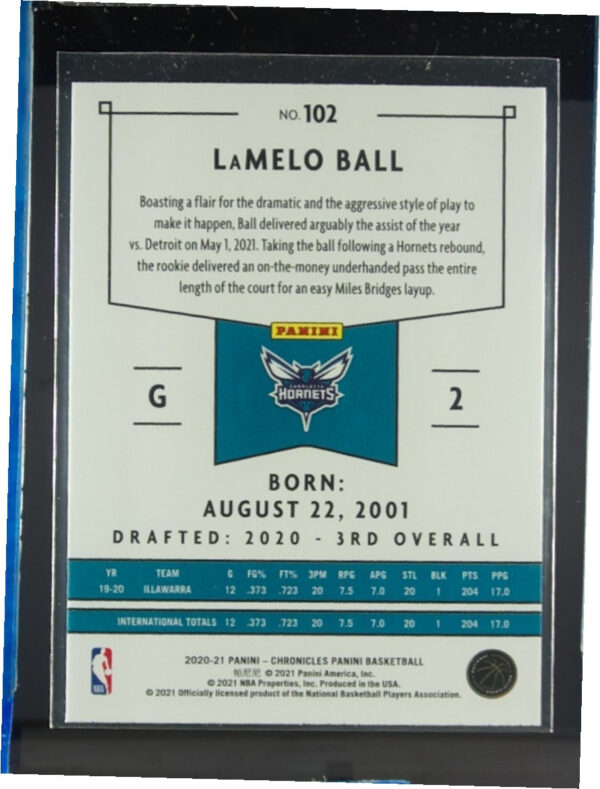 NO. 102
LAMELO BALL
Boasting a flair for the dramatic and the aggressive style of play to
make it happen, Ball delivered arguably the assist of the year
vs. Detroit on May 1, 2021. Taking the ball following a Hornets rebound,
the rookie delivered an on-the-money underhanded pass the entire
length of the court for an easy Miles Bridges layup.
PANINI
CHARLOTTE
HORNETS
G
2
BORN:
AUGUST 22, 2001
DRAFTED: 2020 - 3RD OVERALL
YR TEAM G FG% FT% 3PM RPG APG STL BLK PTS PPG
19-20 ILLAWARRA 12 .373 .723 20 7.5 7.0 20 1 204 17.0
INTERNATIONAL TOTALS 12 .373 .723 20 7.5 7.0 20 1 204 17.0
2020-21 PANINI – CHRONICLES PANINI BASKETBALL
帕尼尼 © 2021 Panini America, Inc.
© 2021 NBA Properties, Inc. Produced in the USA.
© 2021 Officially licensed product of the National Basketball Players Association.
NBA